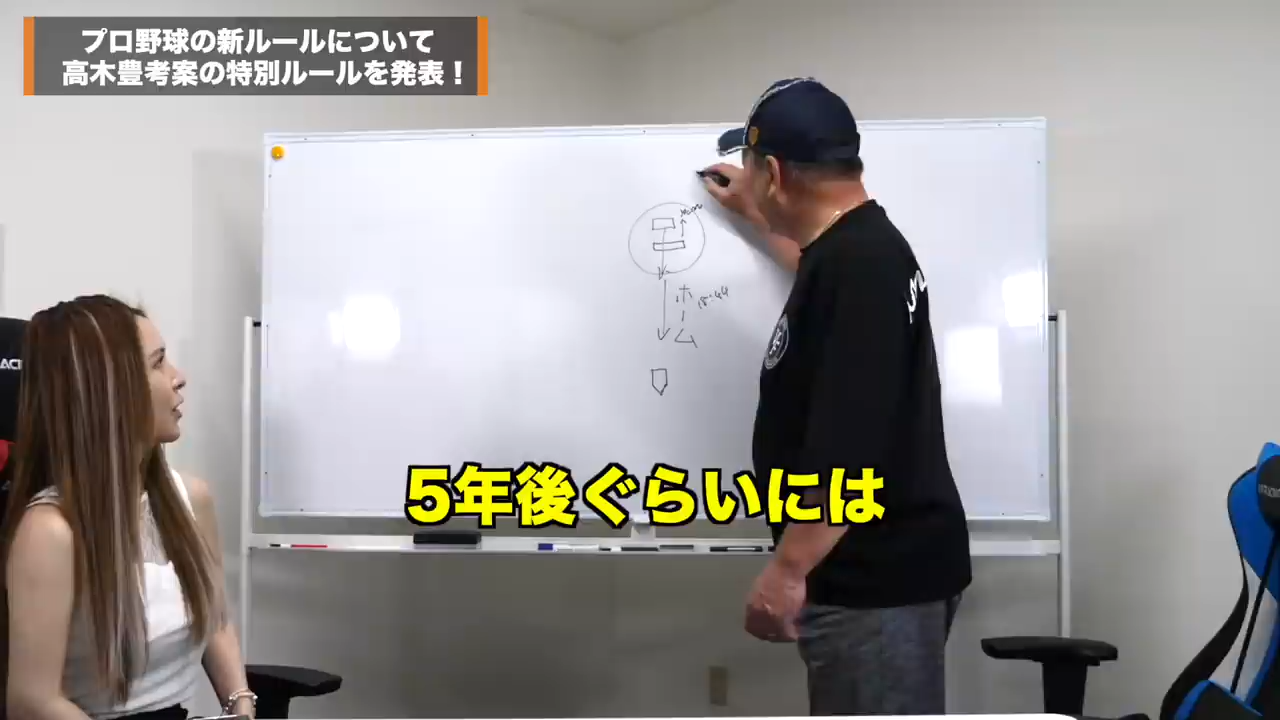 プロ野球の新ルールについて
高木豊考案の特別ルールを発表！
ホーム
18.44
5年後ぐらいには